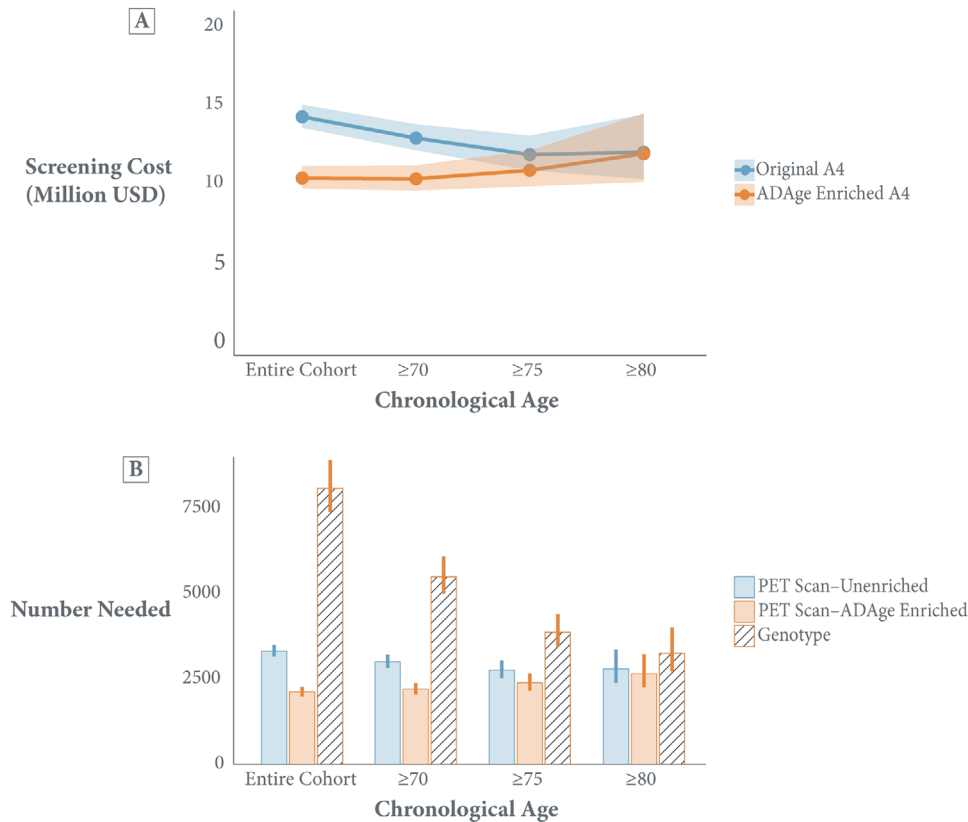 A
20
15
Screening Cost
(Million USD)
10
5
0
Original A4
ADAge Enriched A4
Entire Cohort ≥70 ≥75 ≥80
Chronological Age
B
7500
5000
Number Needed
2500
0
PET Scan–Unenriched
PET Scan–ADAge Enriched
Genotype
Entire Cohort ≥70 ≥75 ≥80
Chronological Age